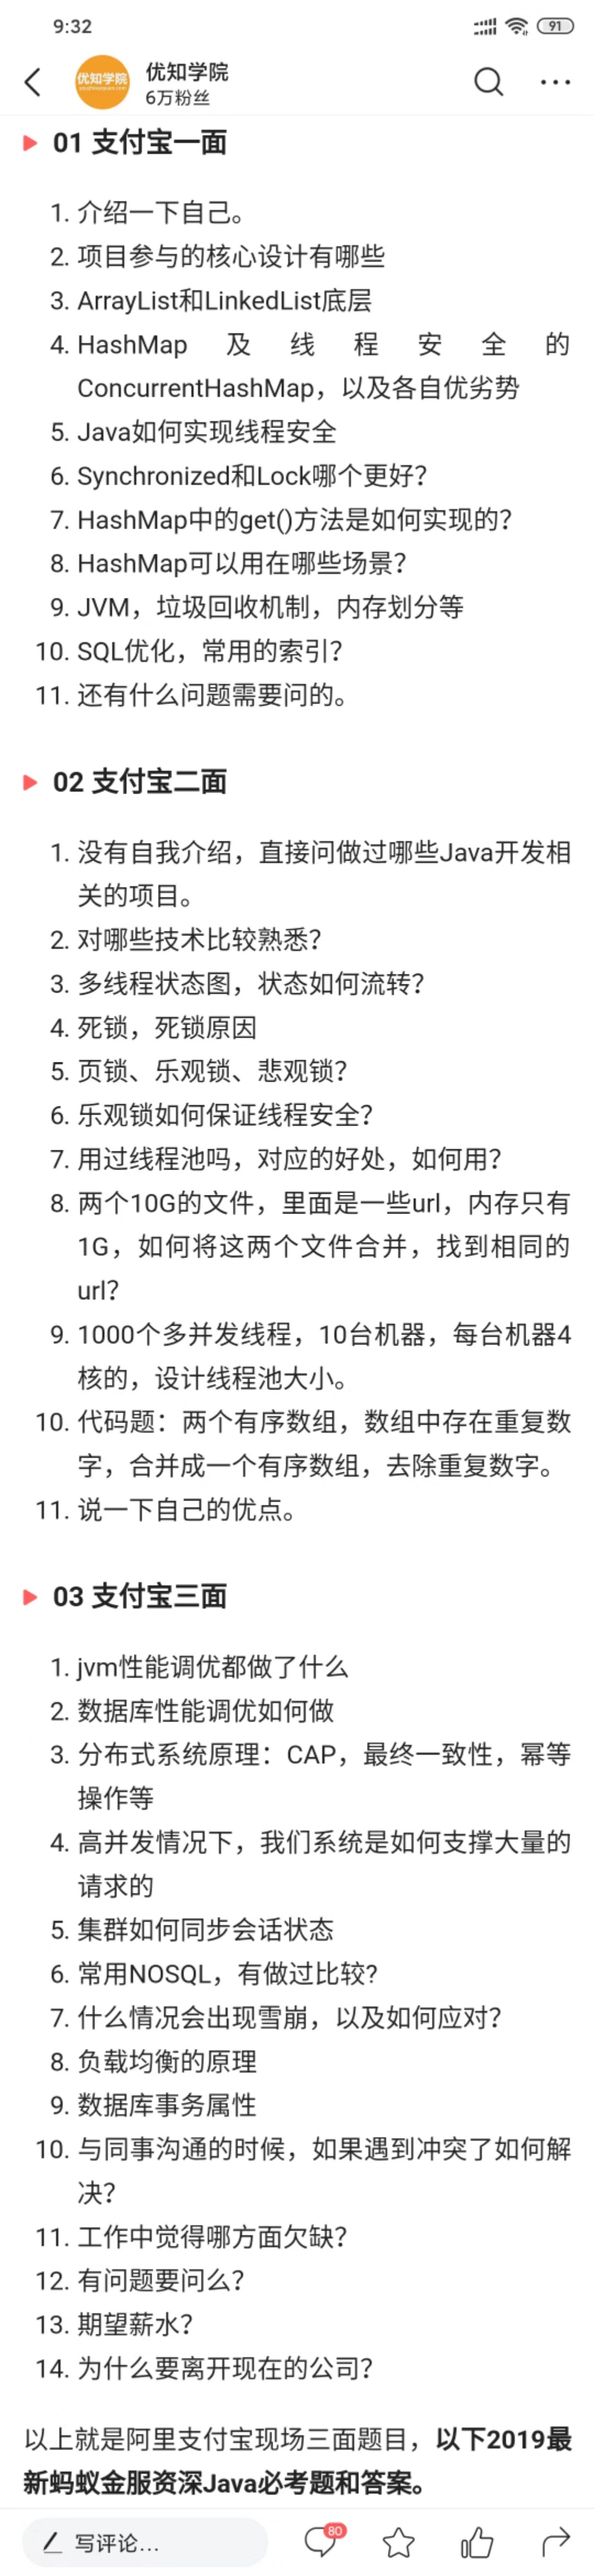 9:32
91
优知学院
优知学院
6万粉丝
01 支付宝一面
1. 介绍一下自己。
2. 项目参与的核心设计有哪些
3. ArrayList和LinkedList底层
4. HashMap 及 线 程 安 全 的
ConcurrentHashMap，以及各自优劣势
5. Java如何实现线程安全
6. Synchronized和Lock哪个更好？
7. HashMap中的get()方法是如何实现的？
8. HashMap可以用在哪些场景？
9. JVM，垃圾回收机制，内存划分等
10. SQL优化，常用的索引？
11. 还有什么问题需要问的。
02 支付宝二面
1. 没有自我介绍，直接问做过哪些Java开发相
关的项目。
2. 对哪些技术比较熟悉？
3. 多线程状态图，状态如何流转？
4. 死锁，死锁原因
5. 页锁、乐观锁、悲观锁？
6. 乐观锁如何保证线程安全？
7. 用过线程池吗，对应的好处，如何用？
8. 两个10G的文件，里面是一些url，内存只有
1G，如何将这两个文件合并，找到相同的
url？
9. 1000个多并发线程，10台机器，每台机器4
核的，设计线程池大小。
10. 代码题：两个有序数组，数组中存在重复数
字，合并成一个有序数组，去除重复数字。
11. 说一下自己的优点。
03 支付宝三面
1. jvm性能调优都做了什么
2. 数据库性能调优如何做
3. 分布式系统原理：CAP，最终一致性，幂等
操作等
4. 高并发情况下，我们系统是如何支撑大量的
请求的
5. 集群如何同步会话状态
6. 常用NOSQL，有做过比较?
7. 什么情况会出现雪崩，以及如何应对？
8. 负载均衡的原理
9. 数据库事务属性
10. 与同事沟通的时候，如果遇到冲突了如何解
决？
11. 工作中觉得哪方面欠缺？
12. 有问题要问么？
13. 期望薪水？
14. 为什么要离开现在的公司？
以上就是阿里支付宝现场三面题目，以下2019最
新蚂蚁金服资深Java必考题和答案。
写评论...
80